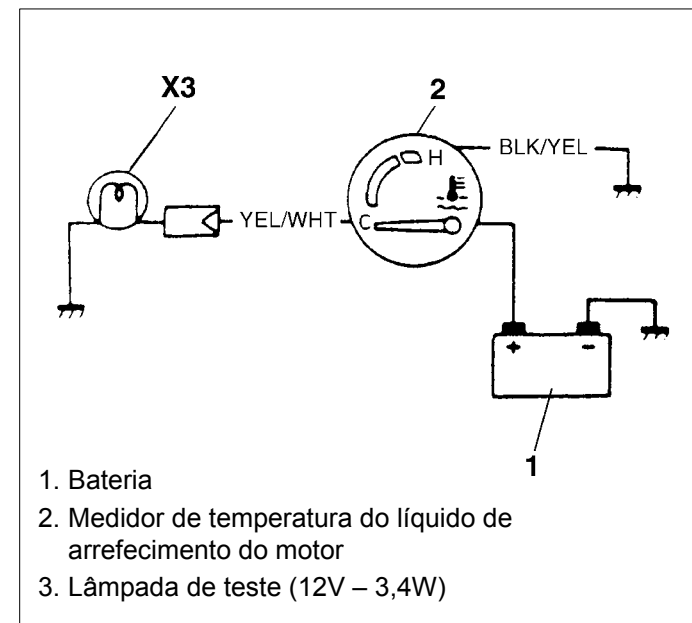 X3
2
H
BLK/YEL
YEL/WHT
C
+
-
1
1. Bateria
2. Medidor de temperatura do líquido de
arrefecimento do motor
3. Lâmpada de teste (12V – 3,4W)